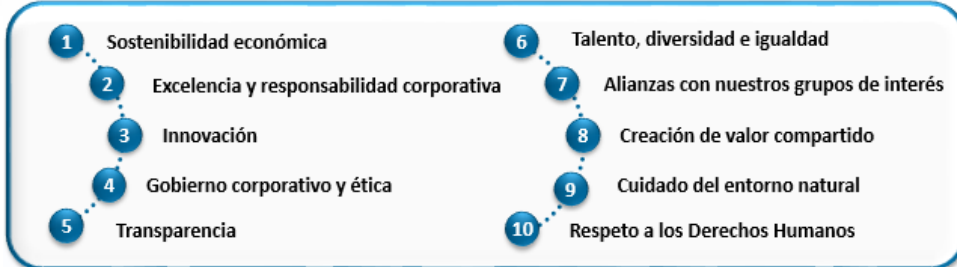 1 Sostenibilidad económica
2 Excelencia y responsabilidad corporativa
3 Innovación
4 Gobierno corporativo y ética
5 Transparencia
6 Talento, diversidad e igualdad
7 Alianzas con nuestros grupos de interés
8 Creación de valor compartido
9 Cuidado del entorno natural
10 Respeto a los Derechos Humanos